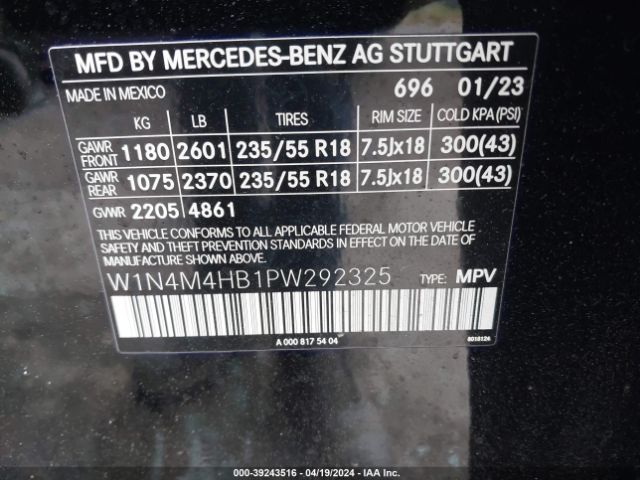 MFD BY MERCEDES-BENZ AG STUTTGART
MADE IN MEXICO 696 01/23
KG LB TIRES RIM SIZE COLD KPA (PSI)
GAWR FRONT 1180 2601 235/55 R18 7.5Jx18 300(43)
GAWR REAR 1075 2370 235/55 R18 7.5Jx18 300(43)
GVWR 2205 4861
THIS VEHICLE CONFORMS TO ALL APPLICABLE FEDERAL MOTOR VEHICLE
SAFETY AND THEFT PREVENTION STANDARDS IN EFFECT ON THE DATE OF
MANUFACTURE SHOWN ABOVE.
W1N4M4HB1PW292325 TYPE: MPV
A 000 817 54 04 8018124
000-39243516 - 04/19/2024 - IAA Inc.